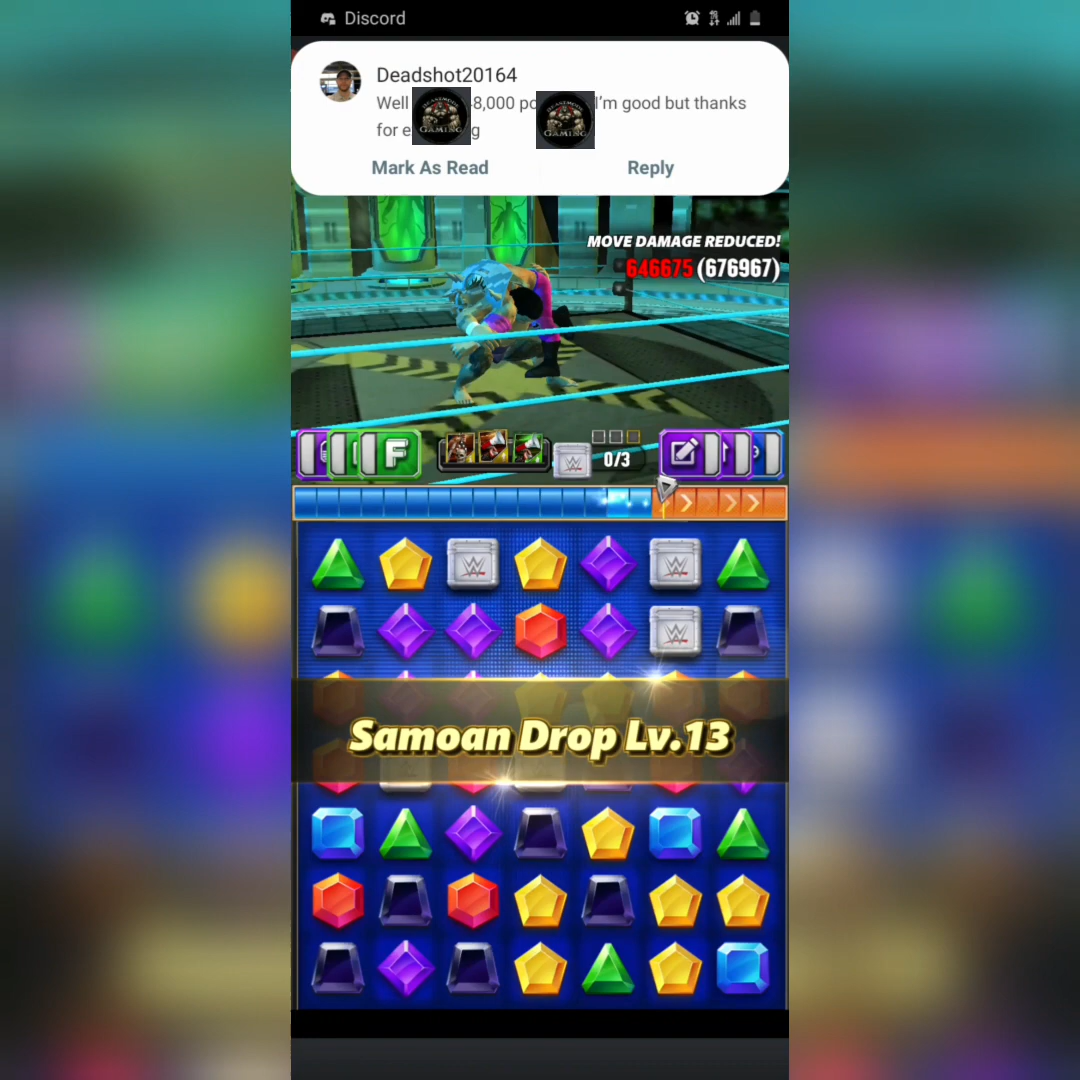 Discord
Deadshot20164
Well 8,000 I'm good but thanks
for
Mark As Read
Reply
MOVE DAMAGE REDUCED!
646675 (676967)
F
0/3
Samoan Drop Lv.13